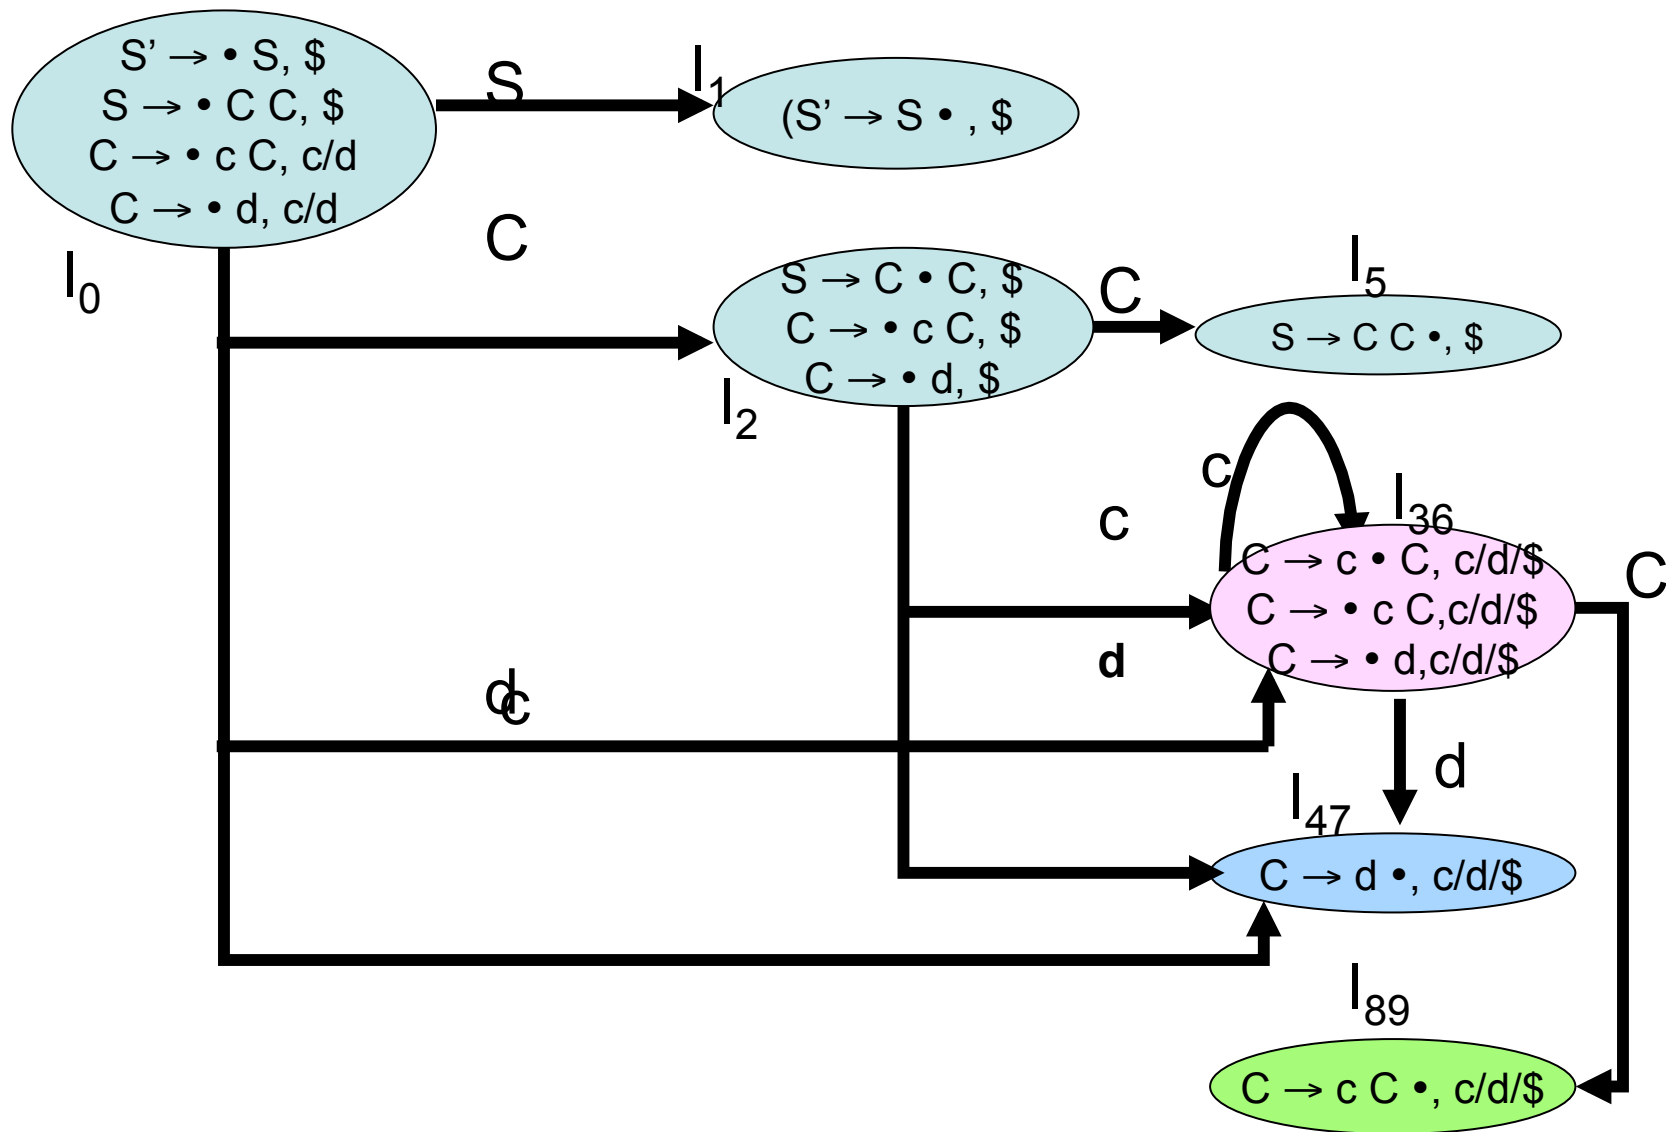 S’ → • S, $
S → • C C, $
C → • c C, c/d
C → • d, c/d
I0
S
I1
(S’ → S • , $
C
S → C • C, $
C → • c C, $
C → • d, $
I2
C
I5
S → C C •, $
c
c
I36
C → c • C, c/d/$
C → • c C,c/d/$
C → • d,c/d/$
C
d
d
c
d
I47
C → d •, c/d/$
I89
C → c C •, c/d/$